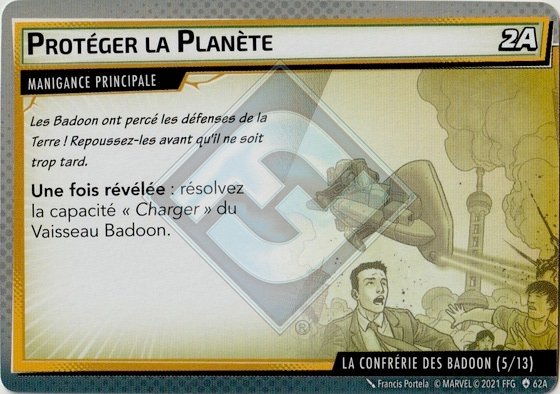 PROTÉGER LA PLANÈTE
2A
MANIGANCE PRINCIPALE
Les Badoon ont percé les défenses de la
Terre ! Repoussez-les avant qu'il ne soit
trop tard.
Une fois révélée : résolvez
la capacité « Charger » du
Vaisseau Badoon.
®
LA CONFRÉRIE DES BADOON (5/13)
Francis Portela © MARVEL © 2021 FFG 62A